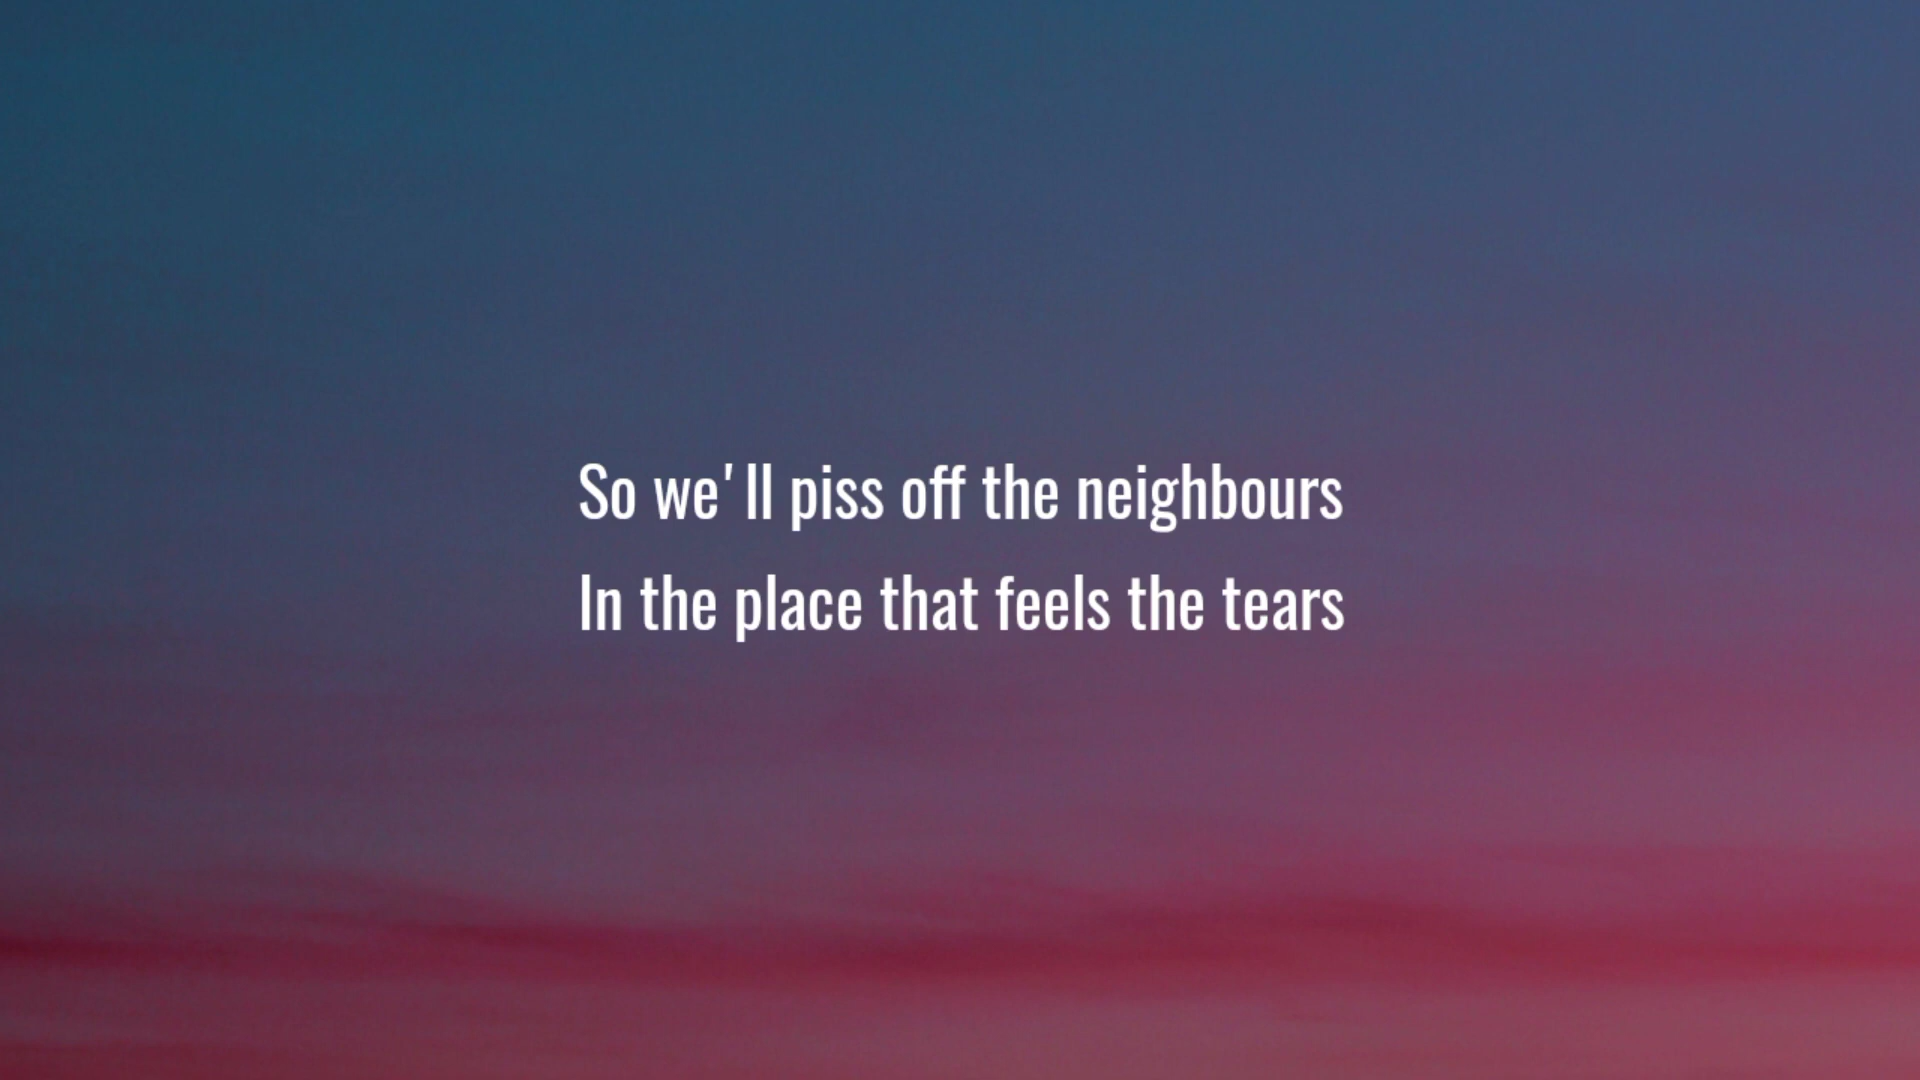 So we'll piss off the neighbours
In the place that feels the tears